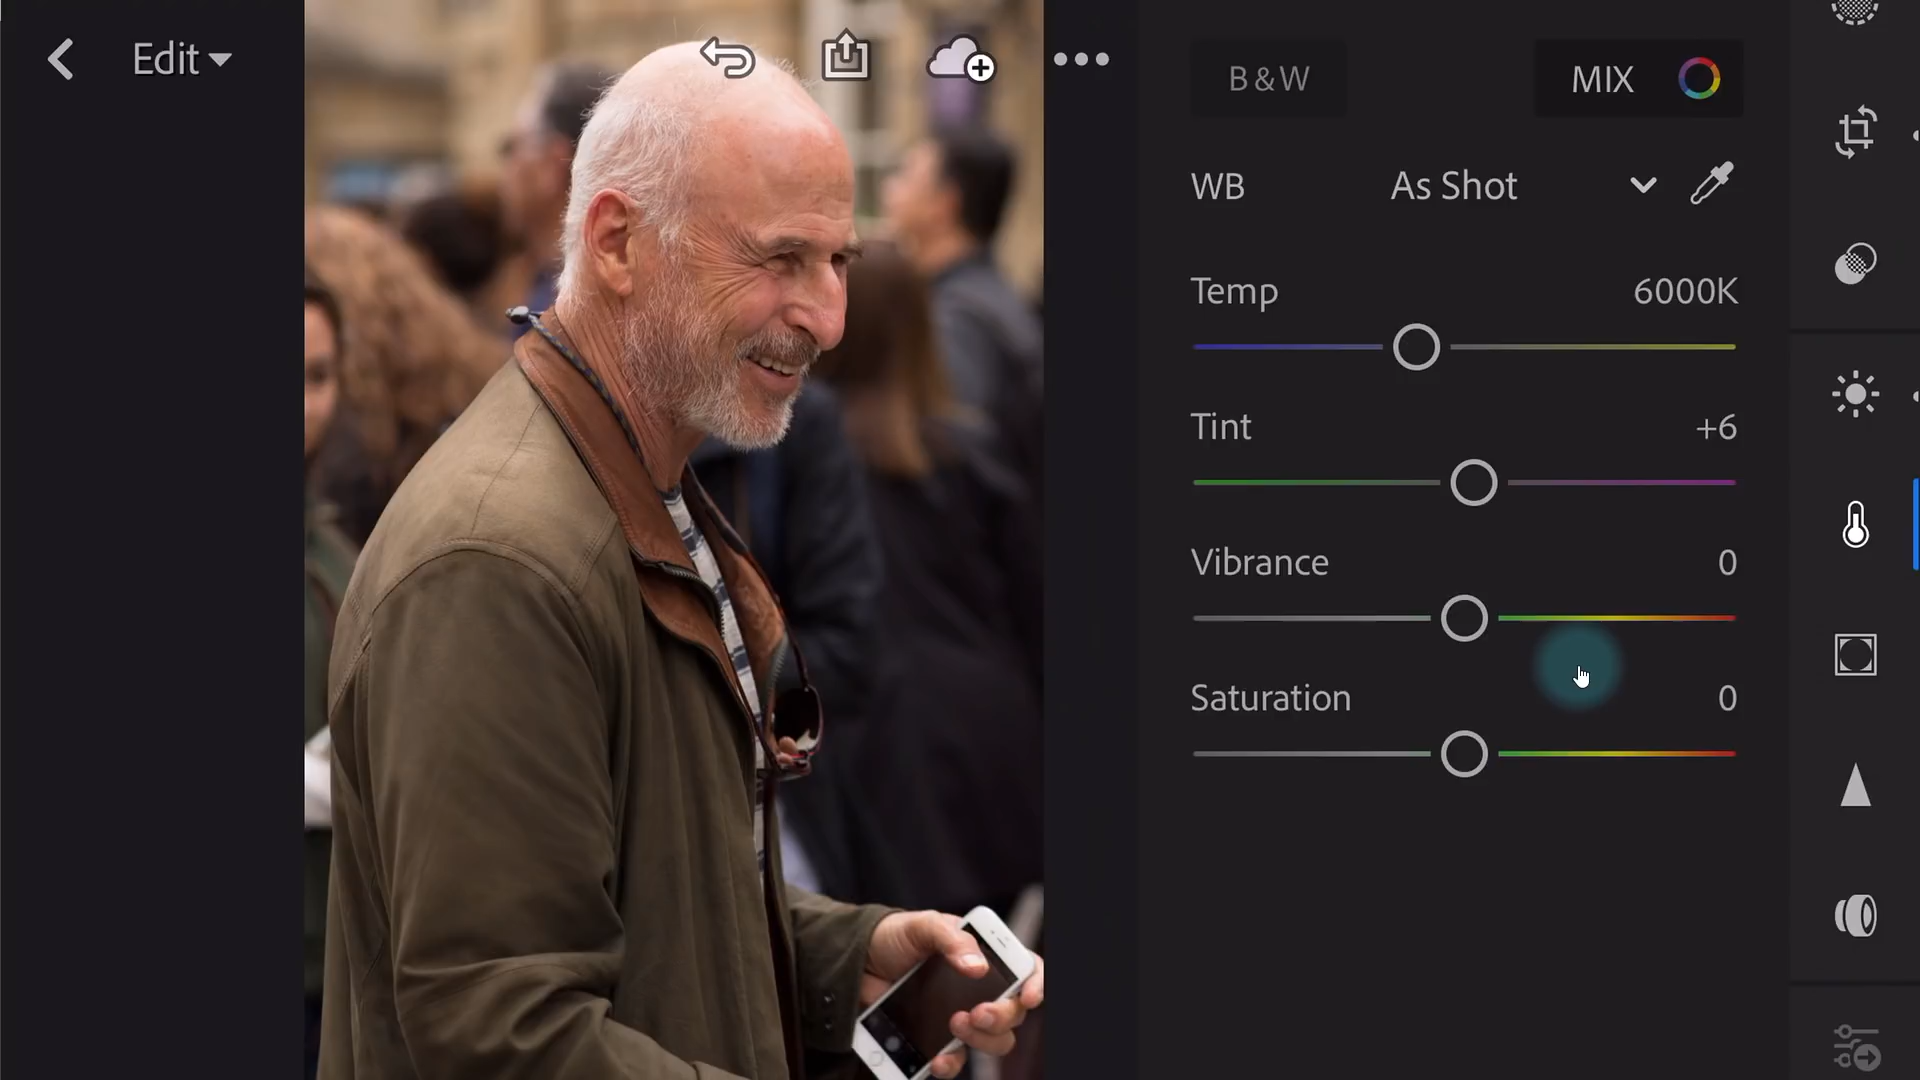 Edit
B&W
MIX
WB
As Shot
Temp
6000K
Tint
+6
Vibrance
0
Saturation
0